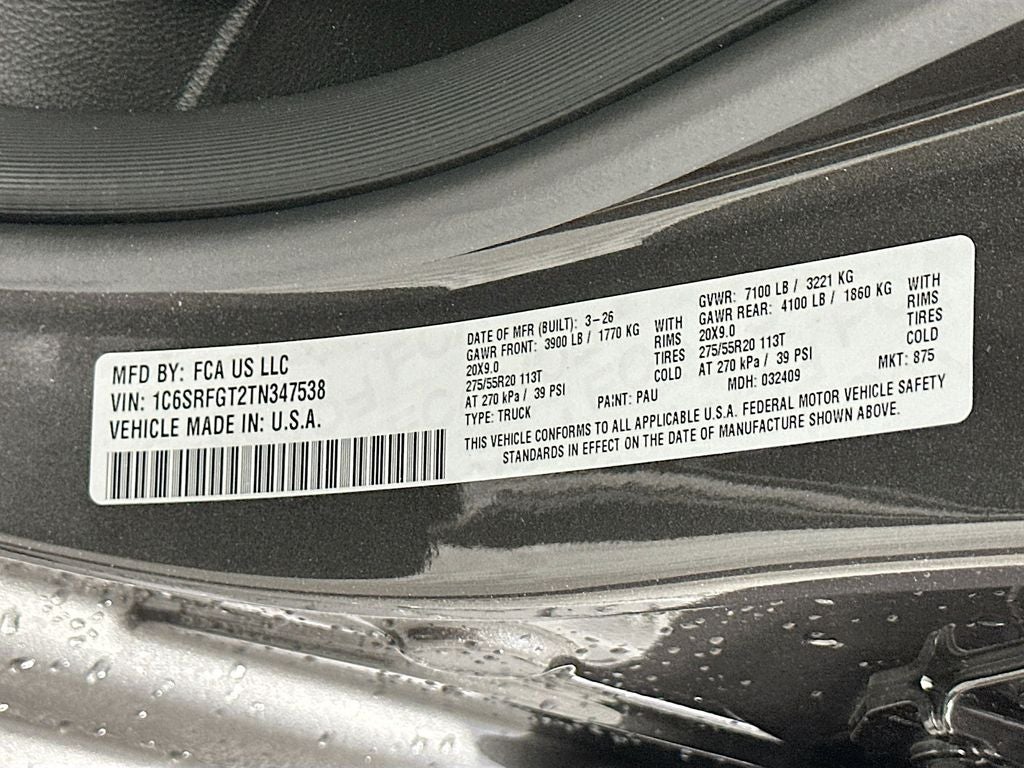 MFD BY: FCA US LLC
VIN: 1C6SRFGT2TN347538
VEHICLE MADE IN: U.S.A.
DATE OF MFR (BUILT): 3-26
GAWR FRONT: 3900 LB / 1770 KG WITH
20X9.0 RIMS
275/55R20 113T TIRES
AT 270 kPa / 39 PSI COLD
TYPE: TRUCK PAINT: PAU
GVWR: 7100 LB / 3221 KG
GAWR REAR: 4100 LB / 1860 KG WITH
20X9.0 RIMS
275/55R20 113T TIRES
AT 270 kPa / 39 PSI COLD
MDH: 032409 MKT: 875
THIS VEHICLE CONFORMS TO ALL APPLICABLE U.S.A. FEDERAL MOTOR VEHICLE SAFETY
STANDARDS IN EFFECT ON THE DATE OF MANUFACTURE SHOWN ABOVE.